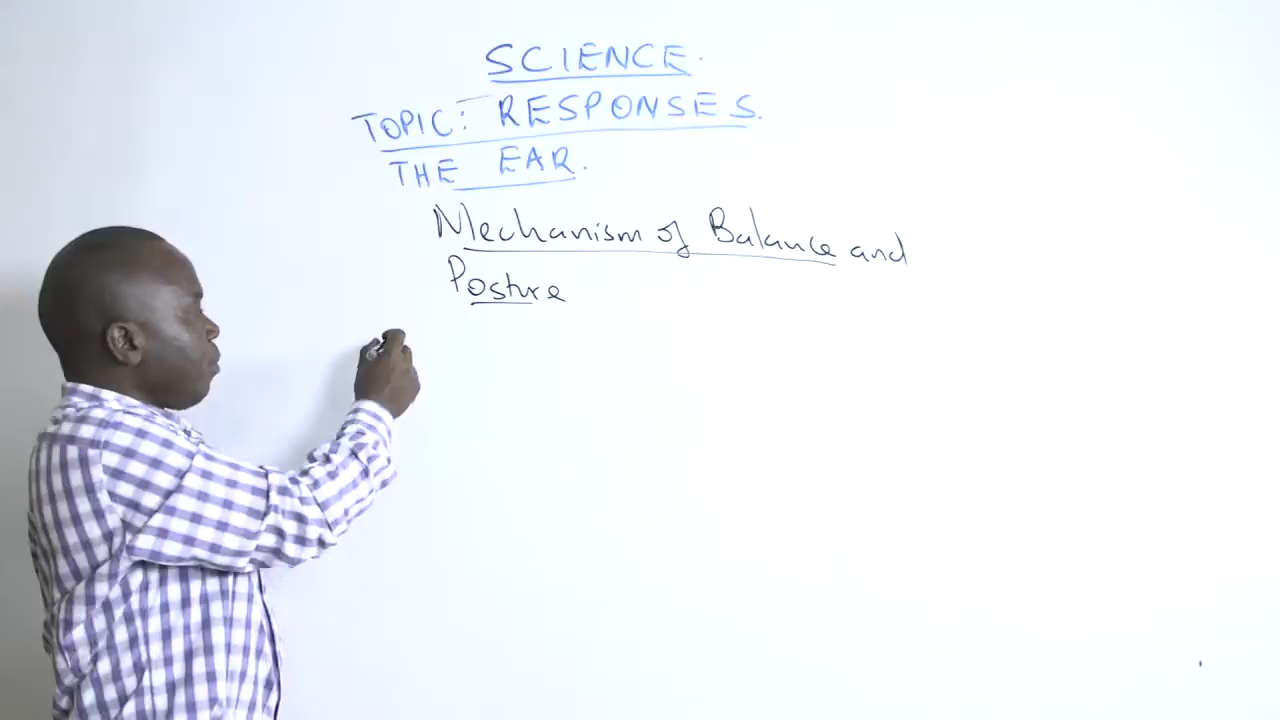 SCIENCE.
TOPIC: RESPONSES.
THE EAR.
Mechanism of Balance and
Posture